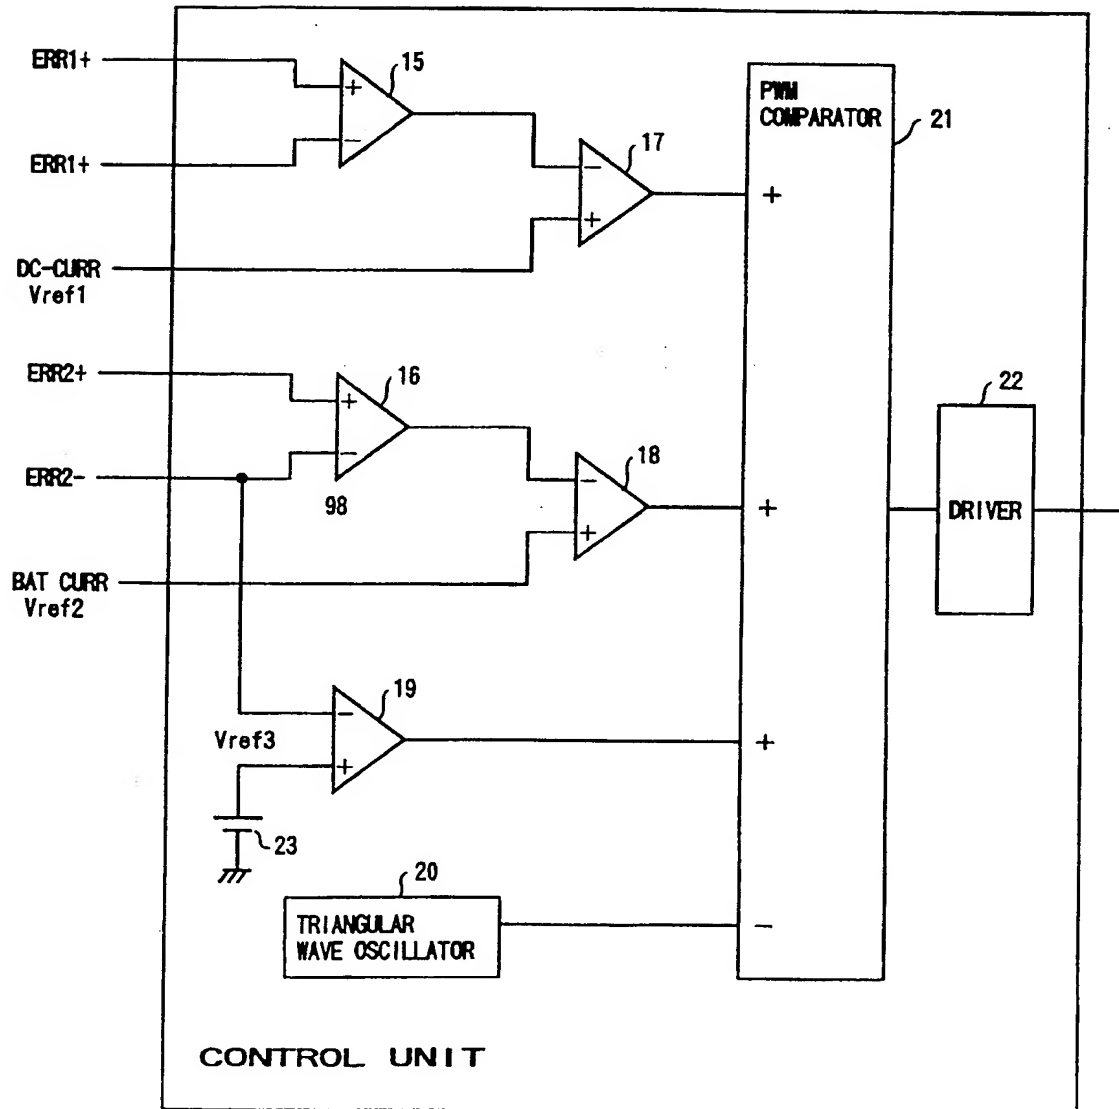 ERR1+
15
PWM
COMPARATOR
21
ERR1+
17
+
-
-
+
+
DC-CURR
Vref1
ERR2+
16
22
+
-
ERR2-
98
18
-
+
+
DRIVER
BAT CURR
Vref2
19
-
+
+
Vref3
23
20
TRIANGULAR
WAVE OSCILLATOR
-
CONTROL UNIT